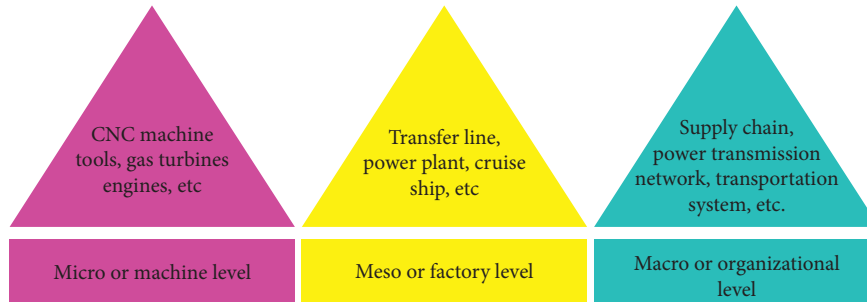 CNC machine
tools, gas turbines
engines, etc
Transfer line,
power plant, cruise
ship, etc
Supply chain,
power transmission
network, transportation
system, etc.
Micro or machine level
Meso or factory level
Macro or organizational
level